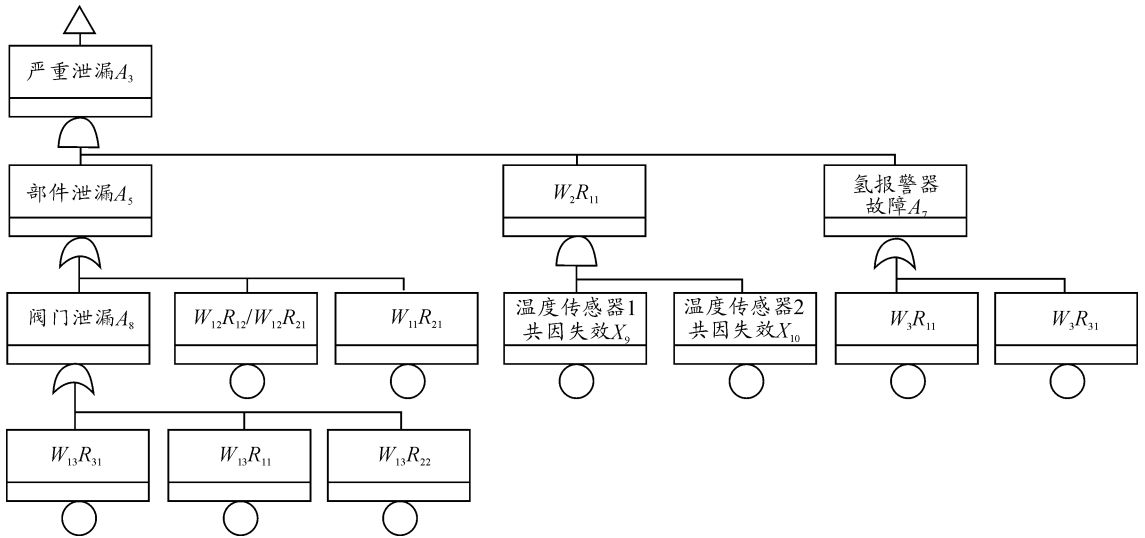 严重泄漏A₃
部件泄漏A₅
W₂R₁₁
氢报警器
故障A₇
阀门泄漏A₈
W₁₂R₁₂/W₁₂R₂₁
W₁₁R₂₁
温度传感器1
共因失效X₉
温度传感器2
共因失效X₁₀
W₃R₁₁
W₃R₃₁
W₁₃R₃₁
W₁₃R₁₁
W₁₃R₂₂